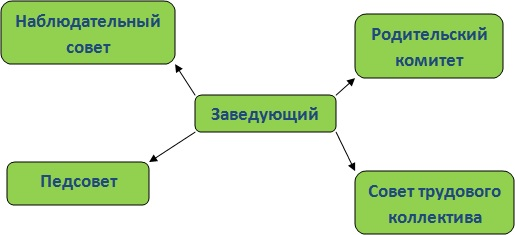 Наблюдательный
совет
Родительский
комитет
Заведующий
Педсовет
Совет трудового
коллектива